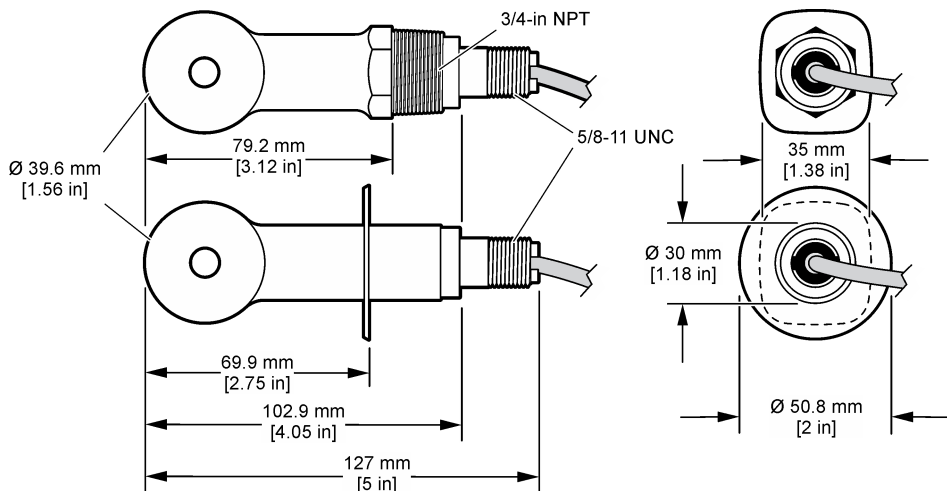 3/4-in NPT
79.2 mm
[3.12 in]
5/8-11 UNC
35 mm
[1.38 in]
Ø 39.6 mm
[1.56 in]
Ø 30 mm
[1.18 in]
69.9 mm
[2.75 in]
102.9 mm
[4.05 in]
Ø 50.8 mm
[2 in]
127 mm
[5 in]